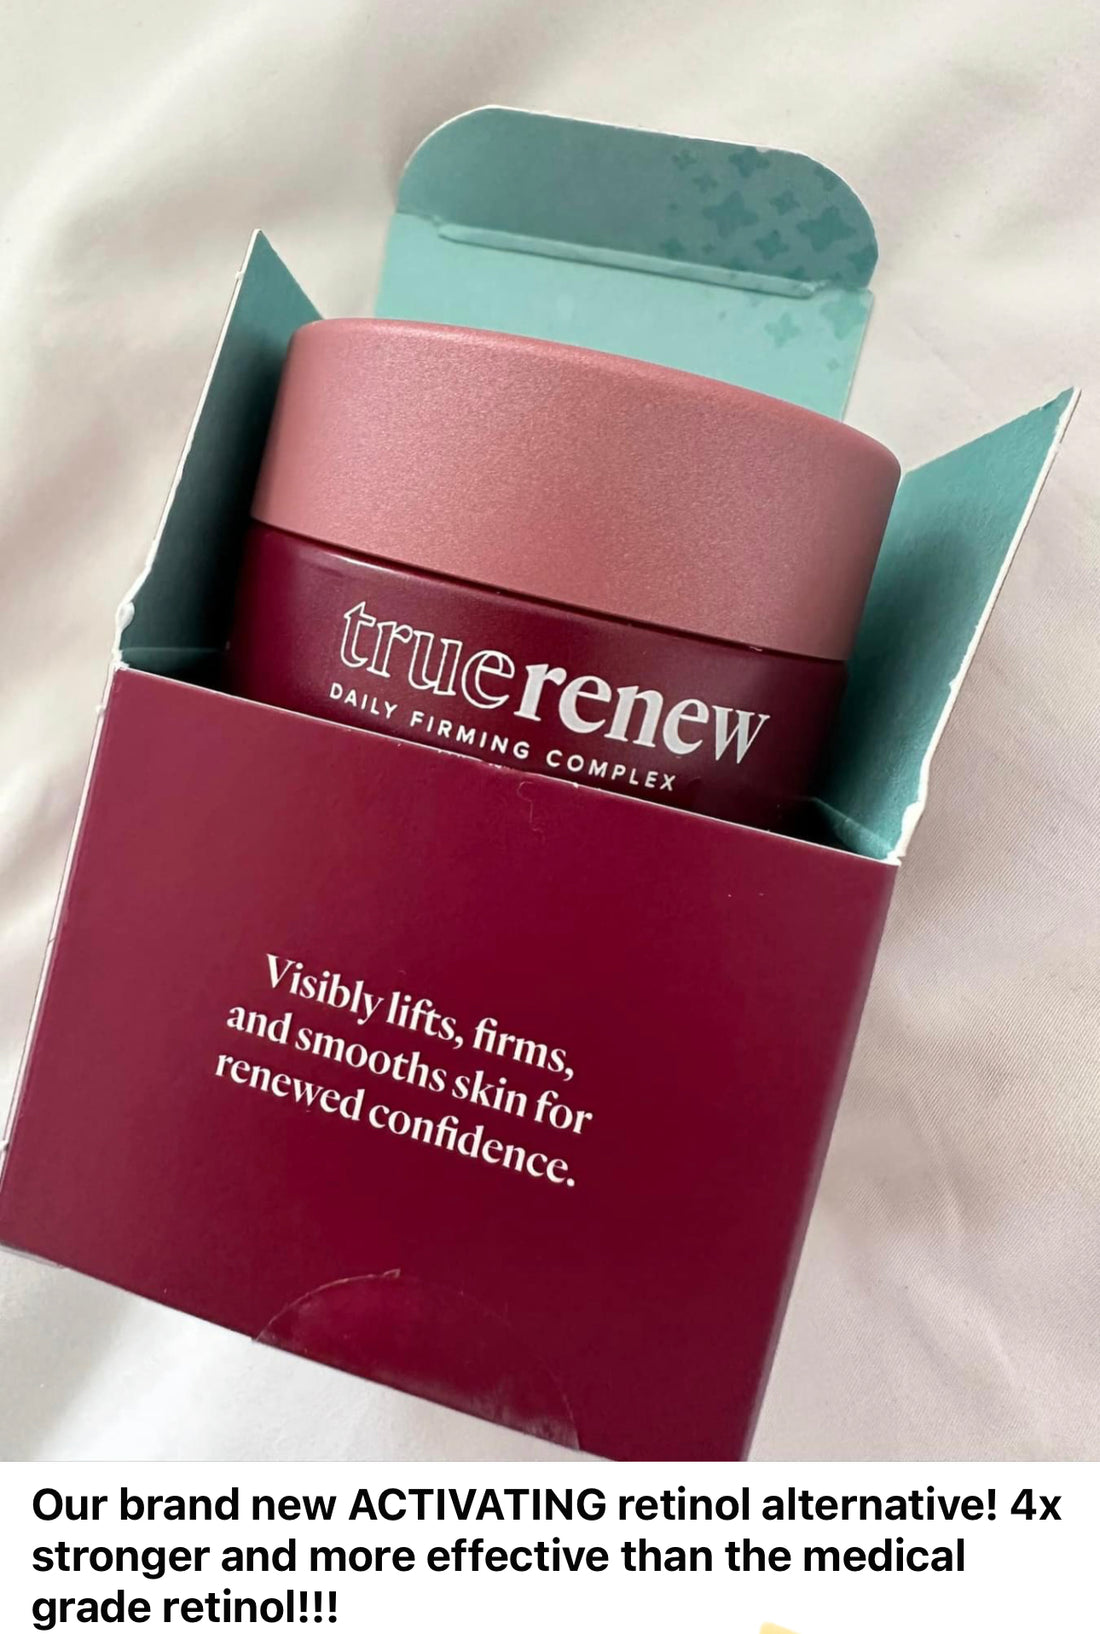 truerenew
DAILY FIRMING COMPLEX
Visibly lifts, firms,
and smooths skin for
renewed confidence.
Our brand new ACTIVATING retinol alternative! 4x
stronger and more effective than the medical
grade retinol!!!